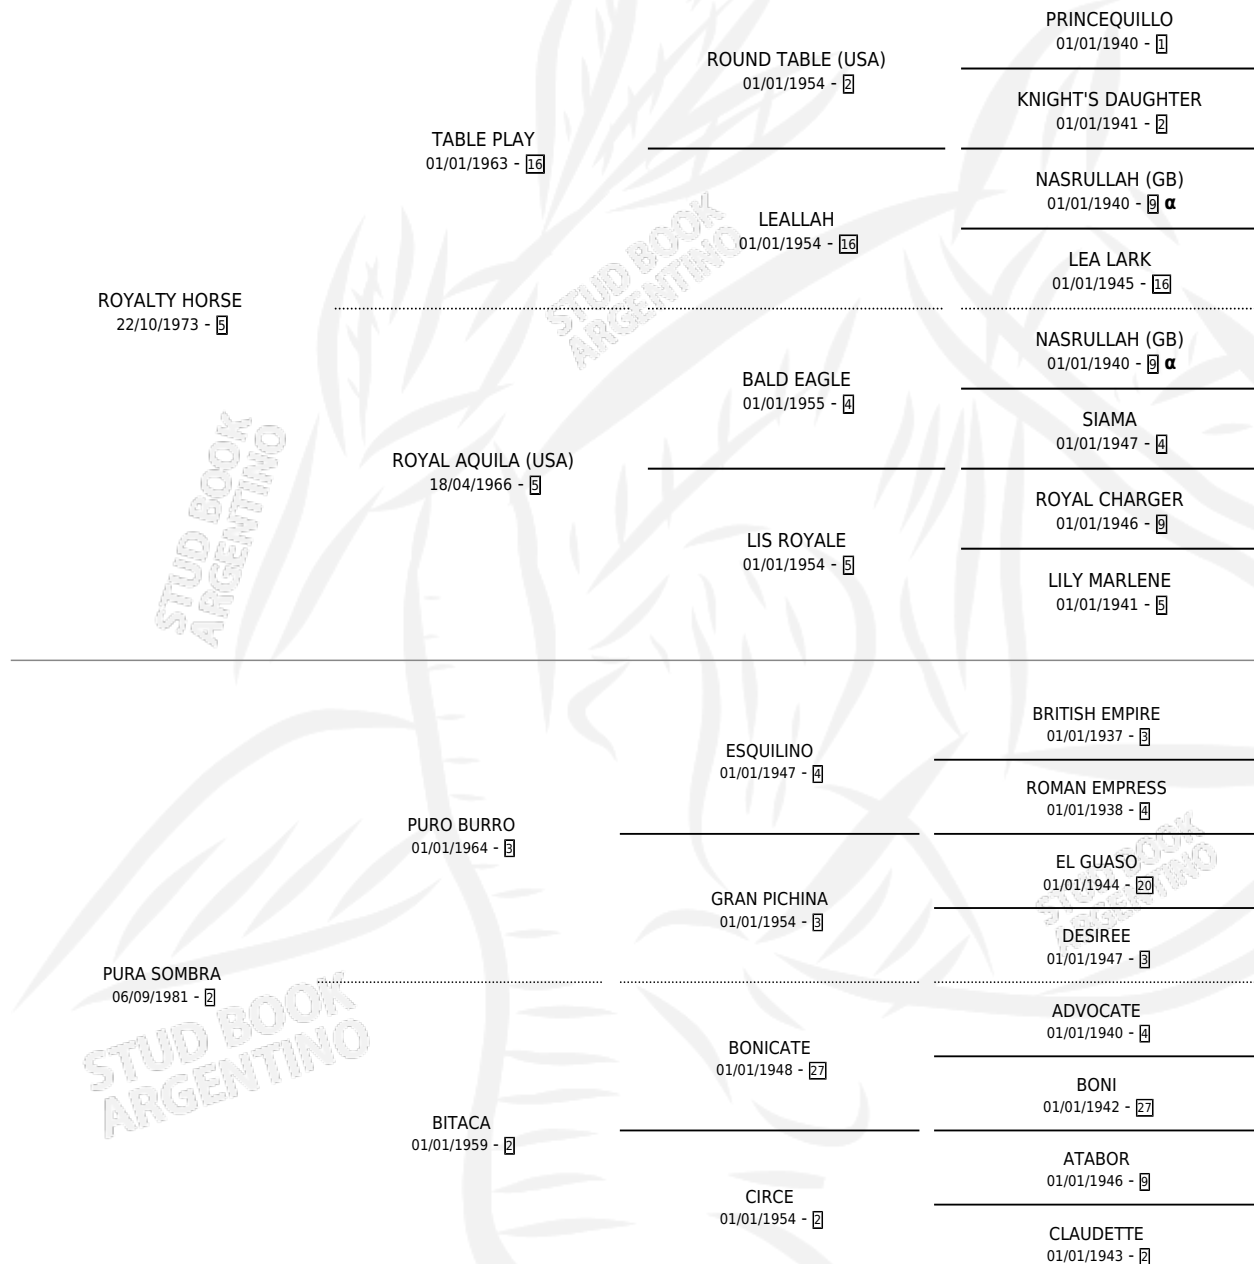 PRINCEQUILLO
01/01/1940 - 1
ROUND TABLE (USA)
01/01/1954 - 2
KNIGHT'S DAUGHTER
01/01/1941 - 2
TABLE PLAY
01/01/1963 - 16
NASRULLAH (GB)
01/01/1940 - 9 α
LEALLAH
01/01/1954 - 16
LEA LARK
01/01/1945 - 16
ROYALTY HORSE
22/10/1973 - 5
NASRULLAH (GB)
01/01/1940 - 9 α
BALD EAGLE
01/01/1955 - 4
SIAMA
01/01/1947 - 4
ROYAL AQUILA (USA)
18/04/1966 - 5
ROYAL CHARGER
01/01/1946 - 9
LIS ROYALE
01/01/1954 - 5
LILY MARLENE
01/01/1941 - 5
BRITISH EMPIRE
01/01/1937 - 3
ESQUILINO
01/01/1947 - 4
ROMAN EMPRESS
01/01/1938 - 4
PURO BURRO
01/01/1964 - 3
EL GUASO
01/01/1944 - 20
GRAN PICHINA
01/01/1954 - 3
DESIREE
01/01/1947 - 3
PURA SOMBRA
06/09/1981 - 2
ADVOCATE
01/01/1940 - 4
BONICATE
01/01/1948 - 27
BONI
01/01/1942 - 27
BITACA
01/01/1959 - 2
ATABOR
01/01/1946 - 9
CIRCE
01/01/1954 - 2
CLAUDETTE
01/01/1943 - 2
STUD BOOK
ARGENTINO
STUD BOOK
ARGENTINO
STUD BOOK
ARGENTINO
STUD BOOK
ARGENTINO